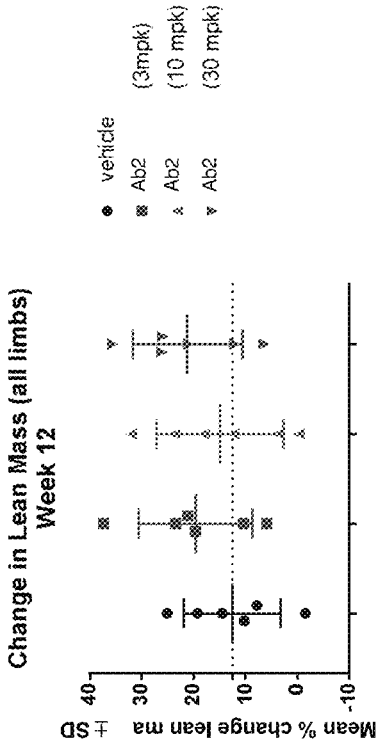 Change in Lean Mass (all limbs)
Week 12
Mean % change lean ma
± SD
40
30
20
10
0
-10
vehicle
Ab2 (3mpk)
Ab2 (10 mpk)
Ab2 (30 mpk)